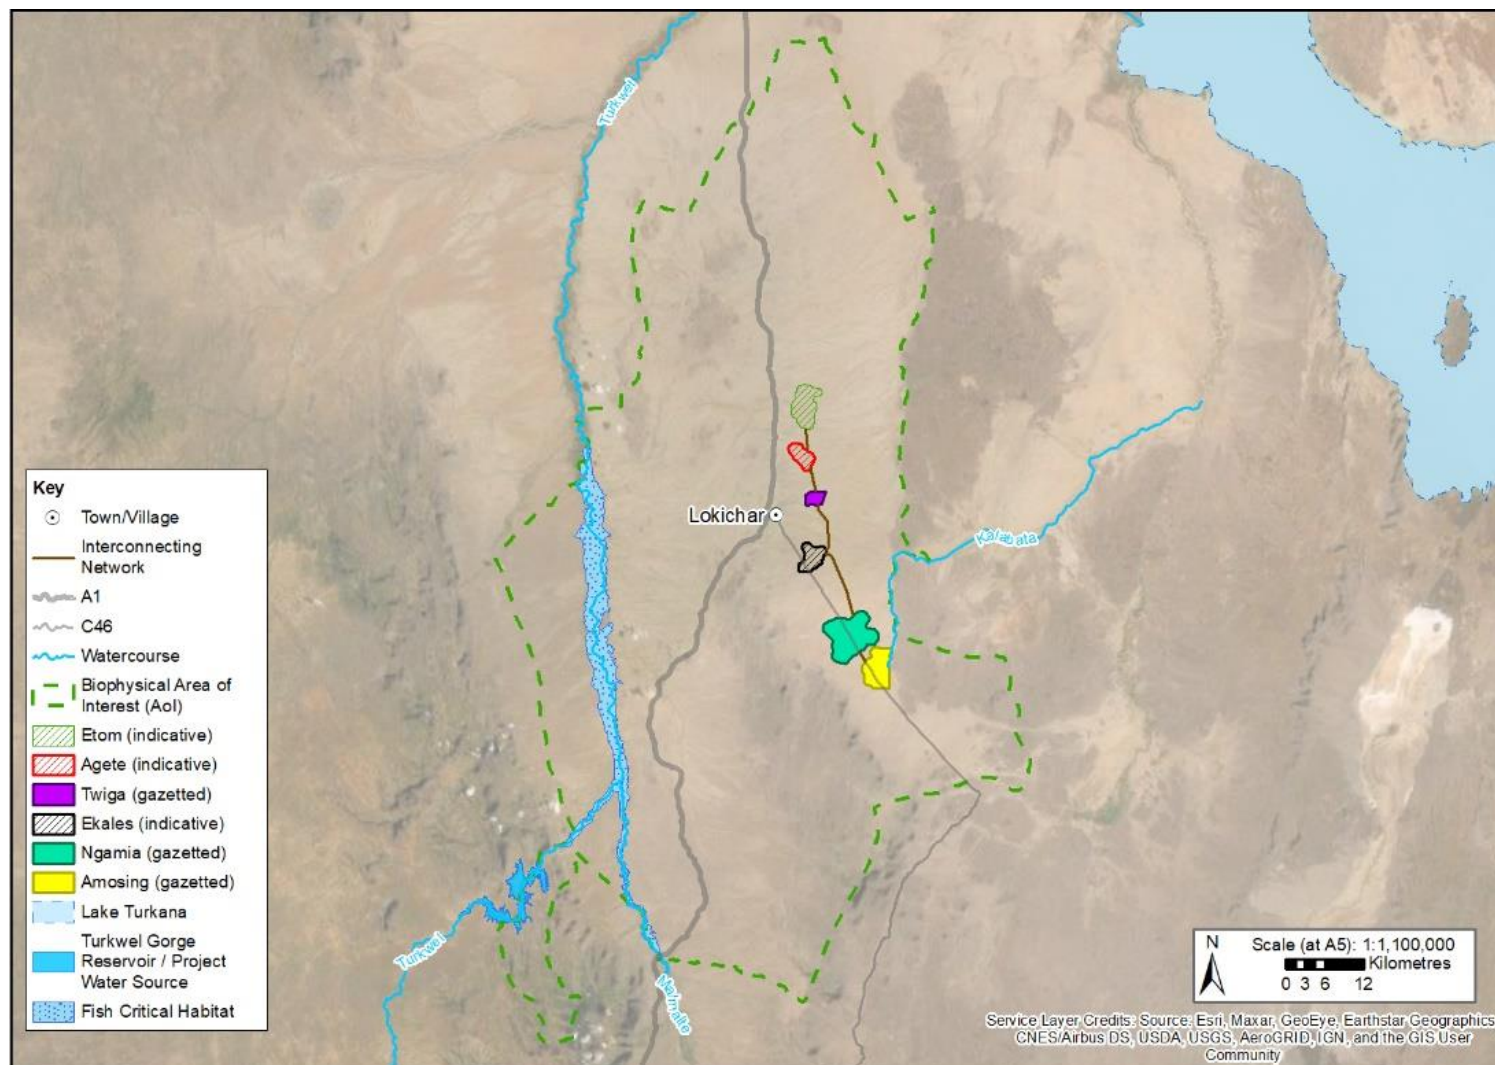 Turkwel
Lokichar
Kalabata
Turkwel
Malmalte
Key
Town/Village
Interconnecting
Network
A1
C46
Watercourse
Biophysical Area of
Interest (AoI)
Etom (indicative)
Agete (indicative)
Twiga (gazetted)
Ekales (indicative)
Ngamia (gazetted)
Amosing (gazetted)
Lake Turkana
Turkwel Gorge
Reservoir / Project
Water Source
Fish Critical Habitat
N
Scale (at A5): 1:1,100,000
Kilometres
0 3 6 12
Service Layer Credits: Source: Esri, Maxar, GeoEye, Earthstar Geographics,
CNES/Airbus DS, USDA, USGS, AeroGRID, IGN, and the GIS User
Community